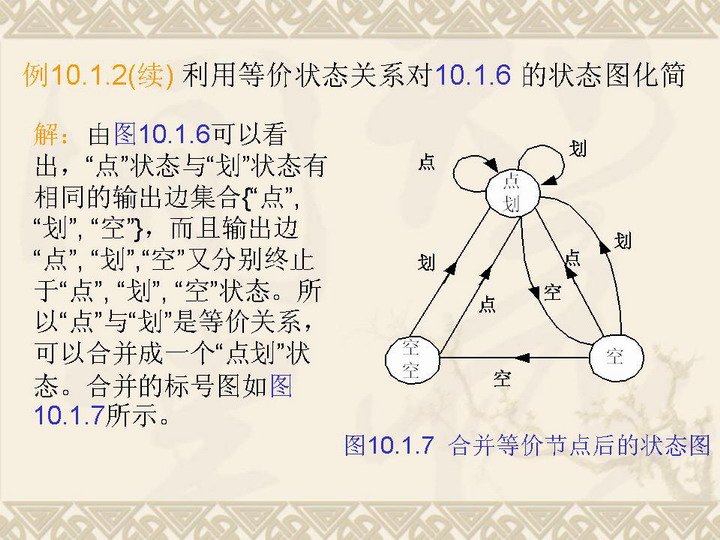 例10.1.2(续) 利用等价状态关系对10.1.6 的状态图化简
解：由图10.1.6可以看
出，“点”状态与“划”状态有
相同的输出边集合{“点”,
“划”, “空”}，而且输出边
“点”, “划”,“空”又分别终止
于“点”, “划”, “空”状态。所
以“点”与“划”是等价关系，
可以合并成一个“点划”状
态。合并的标号图如图
10.1.7所示。
点
划
点
划
划
点
空
点
划
空
空
空
空
图10.1.7 合并等价节点后的状态图